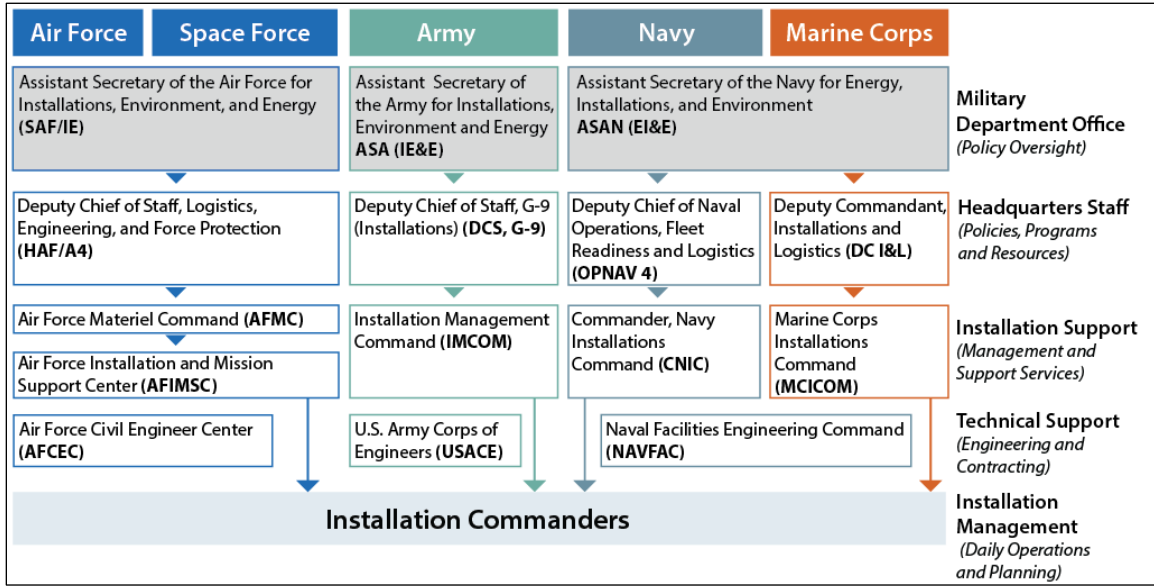 Air Force
Space Force
Army
Navy
Marine Corps
Assistant Secretary of the Air Force for
Installations, Environment, and Energy
(SAF/IE)
Assistant Secretary of
the Army for Installations,
Environment and Energy
ASA (IE&E)
Assistant Secretary of the Navy for Energy,
Installations, and Environment
ASAN (EI&E)
Military
Department Office
(Policy Oversight)
Deputy Chief of Staff, Logistics,
Engineering, and Force Protection
(HAF/A4)
Deputy Chief of Staff, G-9
(Installations) (DCS, G-9)
Deputy Chief of Naval
Operations, Fleet
Readiness and Logistics
(OPNAV 4)
Deputy Commandant,
Installations and
Logistics (DC I&L)
Headquarters Staff
(Policies, Programs
and Resources)
Air Force Materiel Command (AFMC)
Air Force Installation and Mission
Support Center (AFIMSC)
Installation Management
Command (IMCOM)
Commander, Navy
Installations
Command (CNIC)
Marine Corps
Installations
Command
(MCICOM)
Installation Support
(Management and
Support Services)
Air Force Civil Engineer Center
(AFCEC)
U.S. Army Corps of
Engineers (USACE)
Naval Facilities Engineering Command
(NAVFAC)
Technical Support
(Engineering and
Contracting)
Installation Commanders
Installation
Management
(Daily Operations
and Planning)